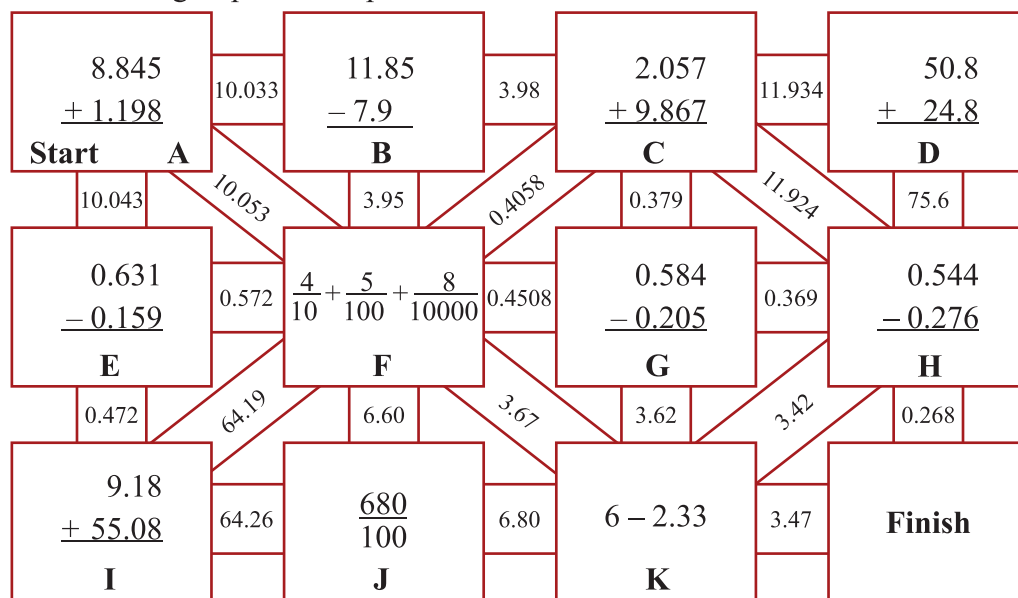 8.845
+ 1.198
Start A
10.033
11.85
– 7.9
B
3.98
2.057
+ 9.867
C
11.934
50.8
+ 24.8
D
10.043
10.053
3.95
0.4058
0.379
11.924
75.6
0.631
– 0.159
E
0.572
4/10 + 5/100 + 8/10000
F
0.4508
0.584
– 0.205
G
0.369
0.544
– 0.276
H
0.472
64.19
6.60
3.67
3.62
3.42
0.268
9.18
+ 55.08
I
64.26
680/100
J
6.80
6 – 2.33
K
3.47
Finish